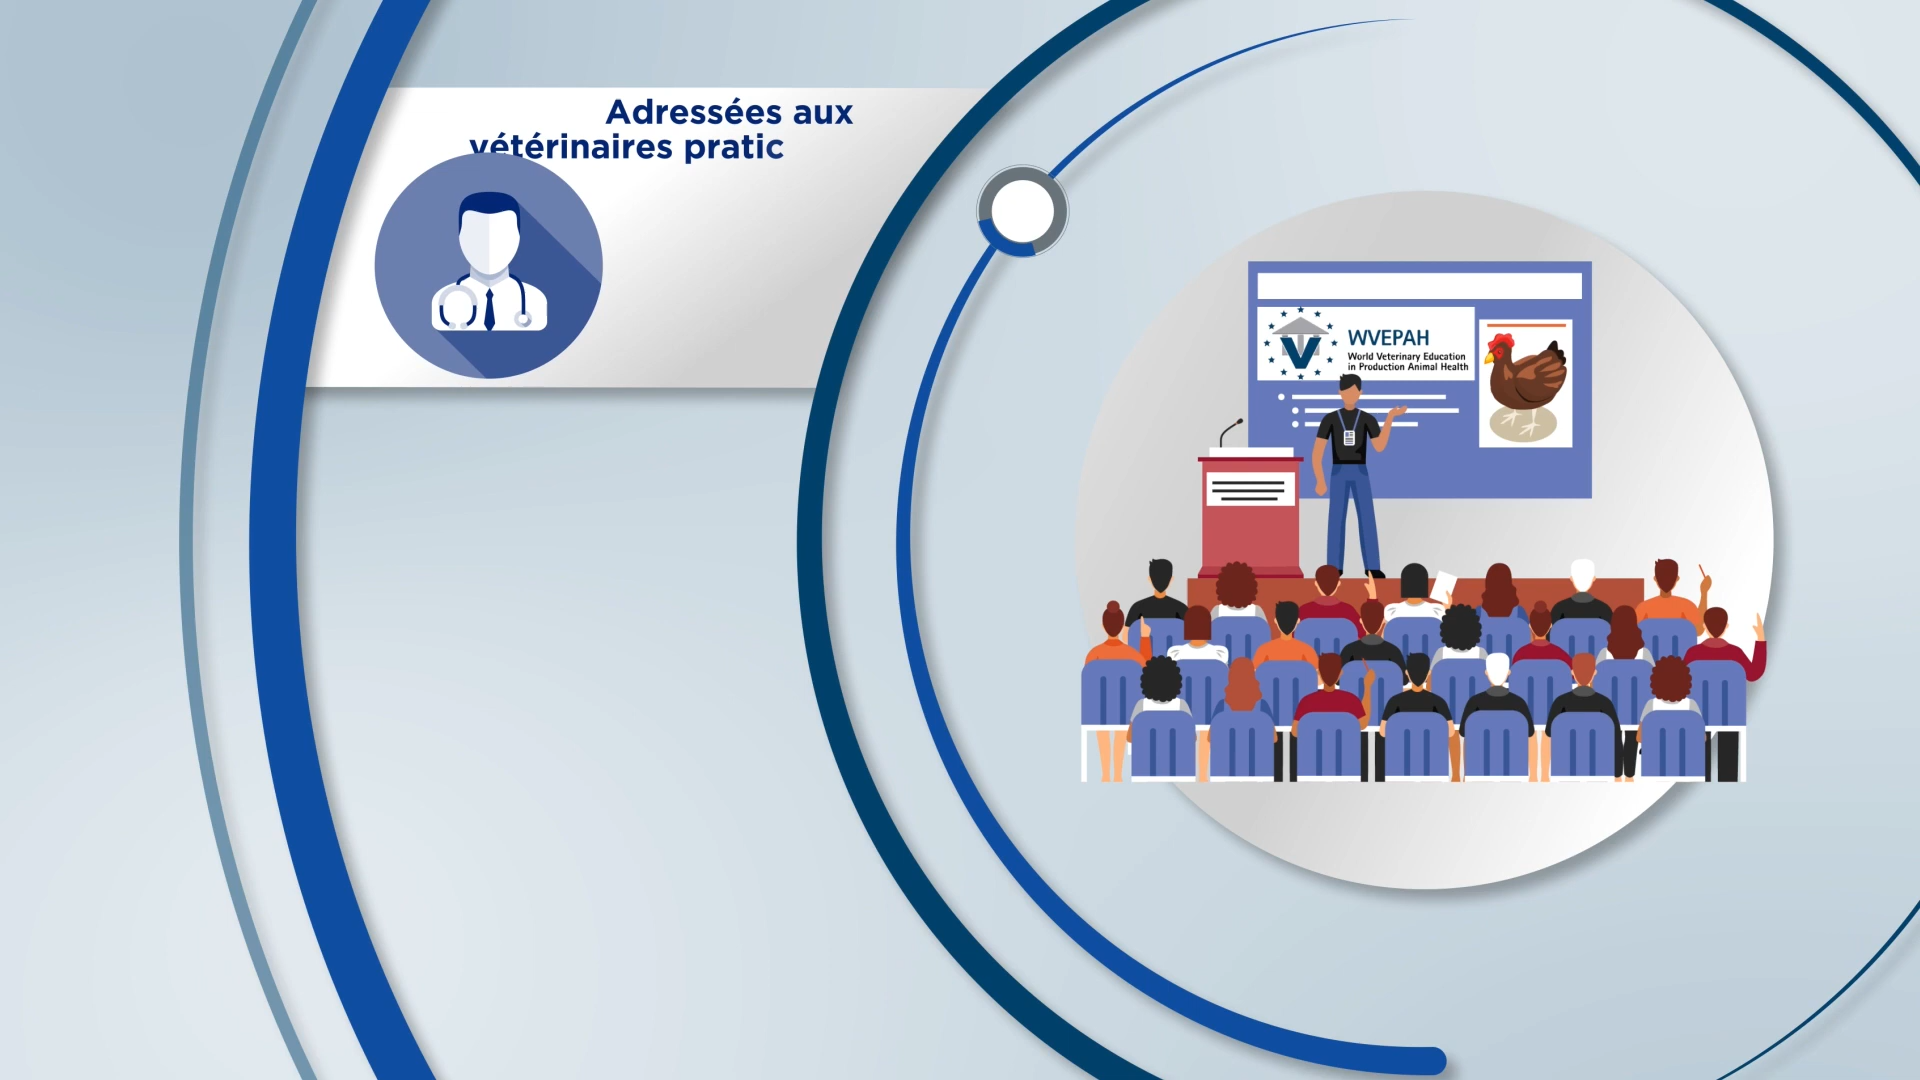 Adressées aux
vétérinaires pratic
WVEPAH
World Veterinary Education
in Production Animal Health